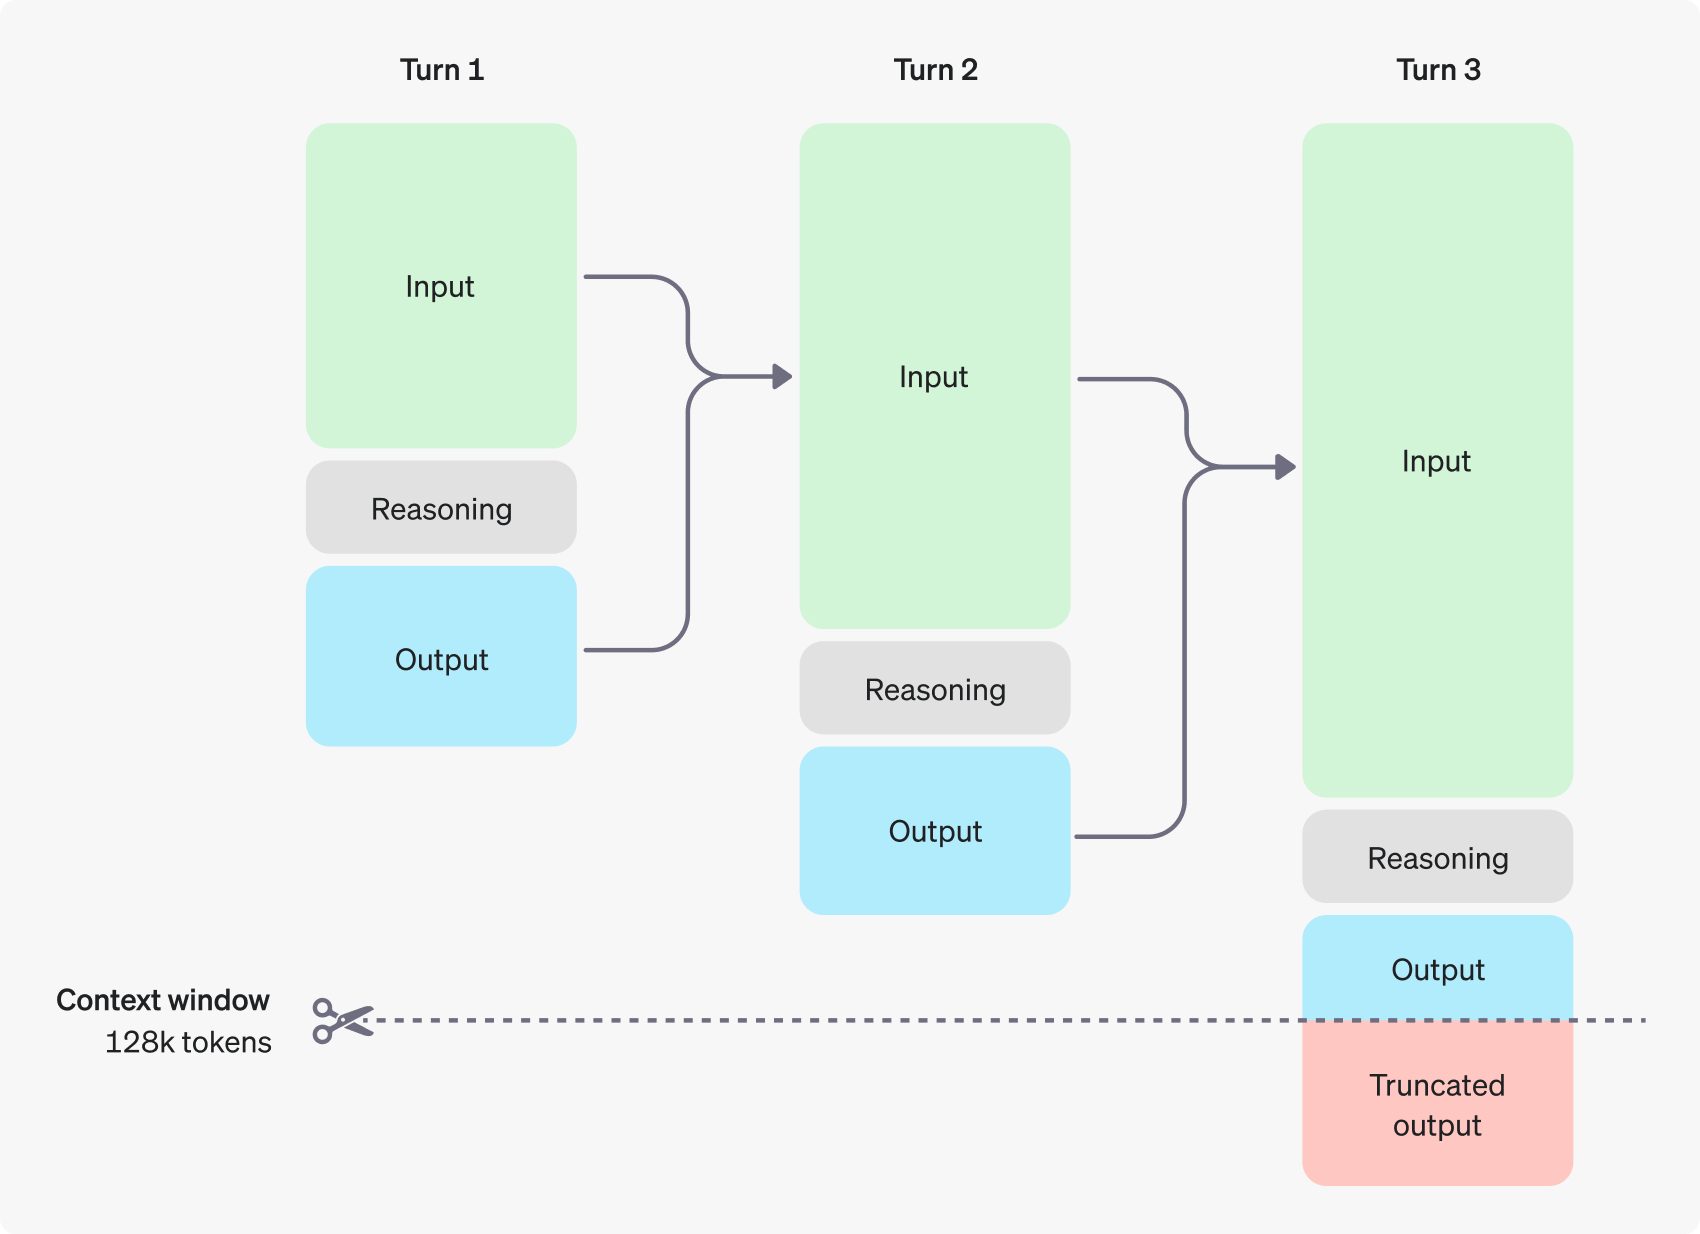 Turn 1
Turn 2
Turn 3
Input
Reasoning
Output
Input
Reasoning
Output
Input
Reasoning
Output
Truncated
output
Context window
128k tokens